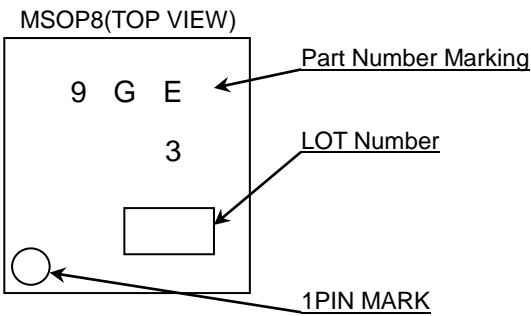 MSOP8(TOP VIEW)
Part Number Marking
9 G E
3
LOT Number
1PIN MARK